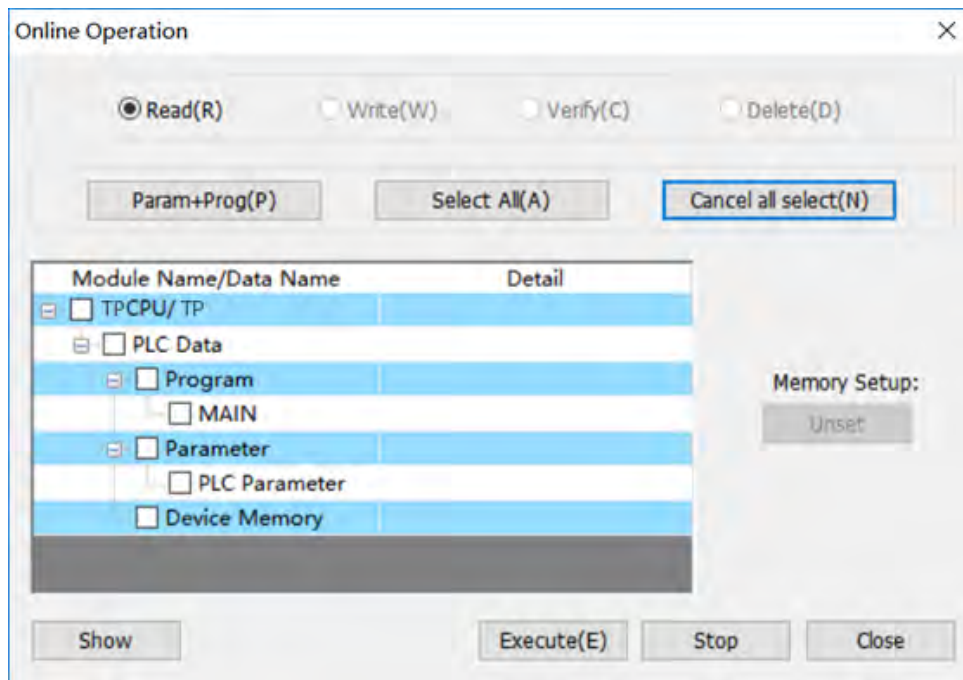 Online Operation
Read(R) Write(W) Verify(C) Delete(D)
Param+Prog(P) Select All(A) Cancel all select(N)
Module Name/Data Name Detail
TPCPU/ TP
PLC Data
Program
MAIN
Parameter
PLC Parameter
Device Memory
Memory Setup:
Unset
Show Execute(E) Stop Close